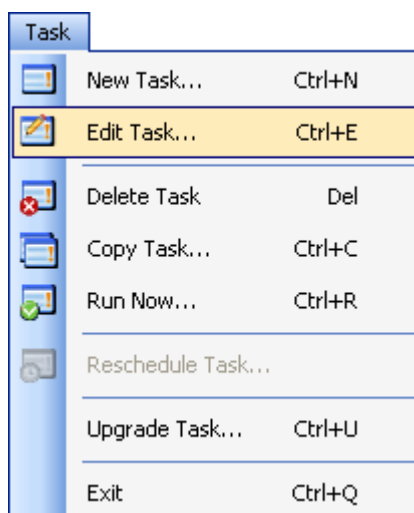 Task
New Task... Ctrl+N
Edit Task... Ctrl+E
Delete Task Del
Copy Task... Ctrl+C
Run Now... Ctrl+R
Reschedule Task...
Upgrade Task... Ctrl+U
Exit Ctrl+Q